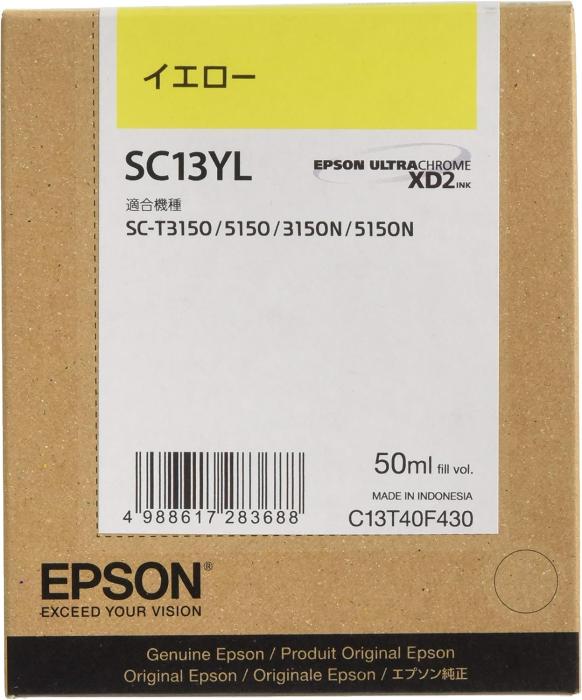 イエロー
SC13YL
EPSON ULTRACHROME
XD2 INK
適合機種
SC-T3150/5150/3150N/5150N
50ml fill vol.
MADE IN INDONESIA
4 988617 283688
C13T40F430
EPSON®
EXCEED YOUR VISION
Genuine Epson / Produit Original Epson
Original Epson / Originale Epson / エプソン純正